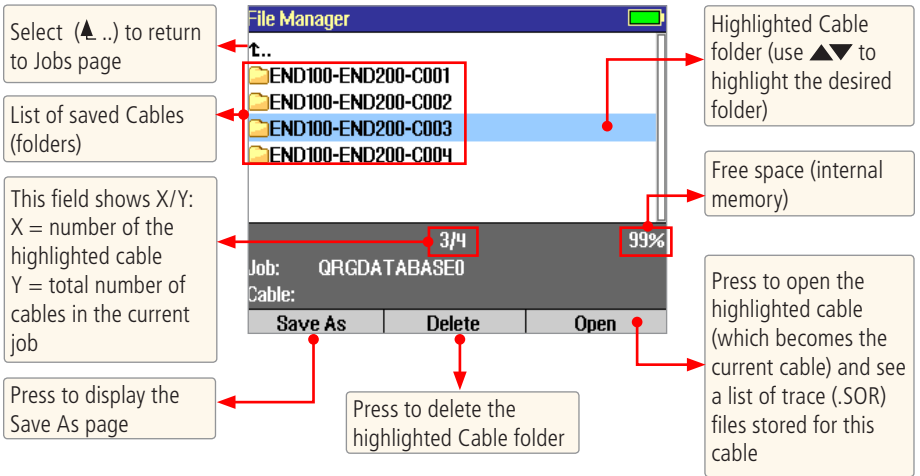 Select (⬆ ..) to return
to Jobs page
List of saved Cables
(folders)
This field shows X/Y:
X = number of the
highlighted cable
Y = total number of
cables in the current
job
Press to display the
Save As page
File Manager
..
END100-END200-C001
END100-END200-C002
END100-END200-C003
END100-END200-C004
3/4 99%
Job: QRGDATABASE0
Cable:
Save As Delete Open
Press to delete the
highlighted Cable folder
Highlighted Cable
folder (use ▲▼ to
highlight the desired
folder)
Free space (internal
memory)
Press to open the
highlighted cable
(which becomes the
current cable) and see
a list of trace (.SOR)
files stored for this
cable